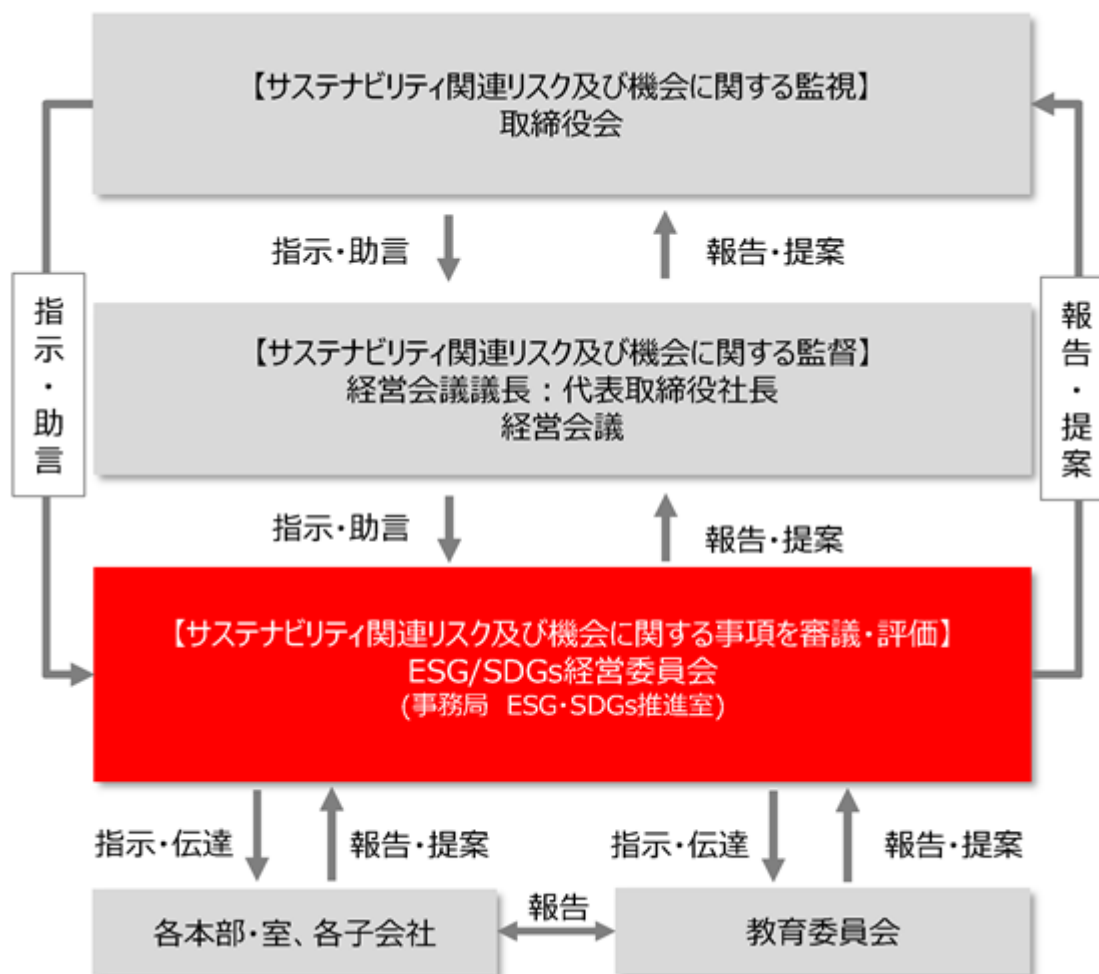 【サステナビリティ関連リスク及び機会に関する監視】
取締役会
指示・助言
報告・提案
指示・助言
報告・提案
【サステナビリティ関連リスク及び機会に関する監督】
経営会議議長：代表取締役社長
経営会議
指示・助言
報告・提案
【サステナビリティ関連リスク及び機会に関する事項を審議・評価】
ESG/SDGs経営委員会
(事務局　ESG・SDGs推進室)
指示・伝達
報告・提案
指示・伝達
報告・提案
各本部・室、各子会社
報告
教育委員会